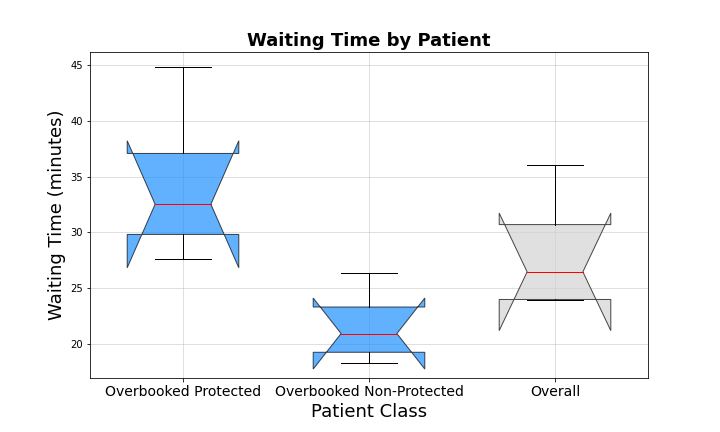 Waiting Time by Patient
Waiting Time (minutes)
45
40
35
30
25
20
Overbooked Protected
Overbooked Non-Protected
Overall
Patient Class